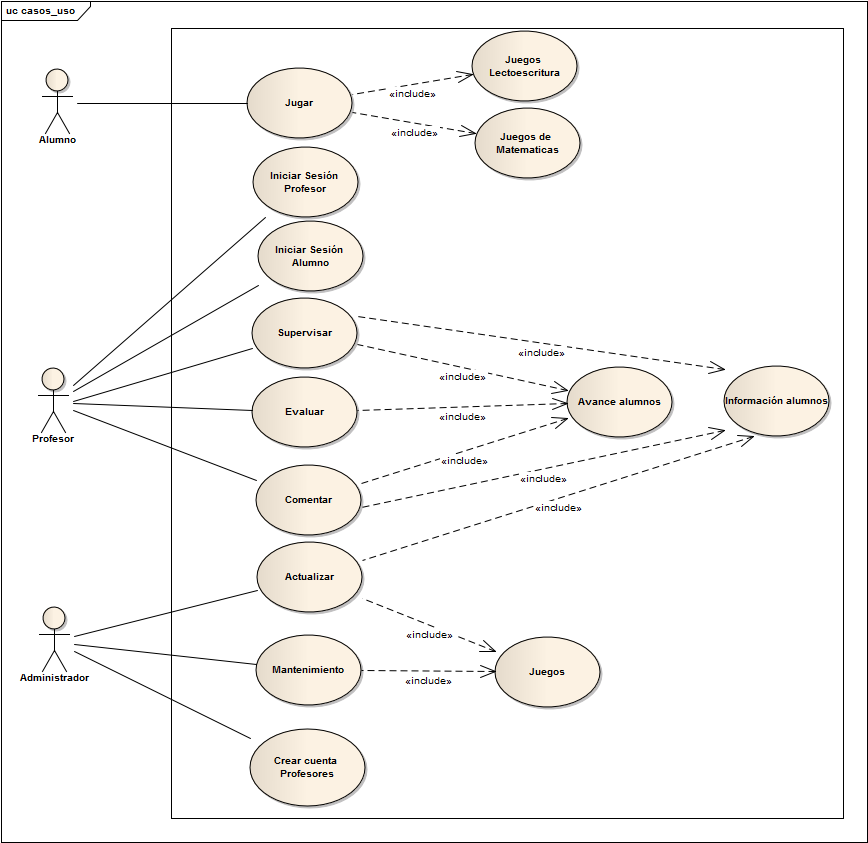 uc casos_uso
Juegos
Lectoescritura
«include»
Jugar
Alumno
«include»
Juegos de
Matematicas
Iniciar Sesión
Profesor
Iniciar Sesión
Alumno
Supervisar
«include»
«include»
Profesor
Evaluar
«include»
Avance alumnos
Información alumnos
«include»
Comentar
«include»
«include»
Actualizar
«include»
Administrador
Mantenimiento
«include»
Juegos
Crear cuenta
Profesores